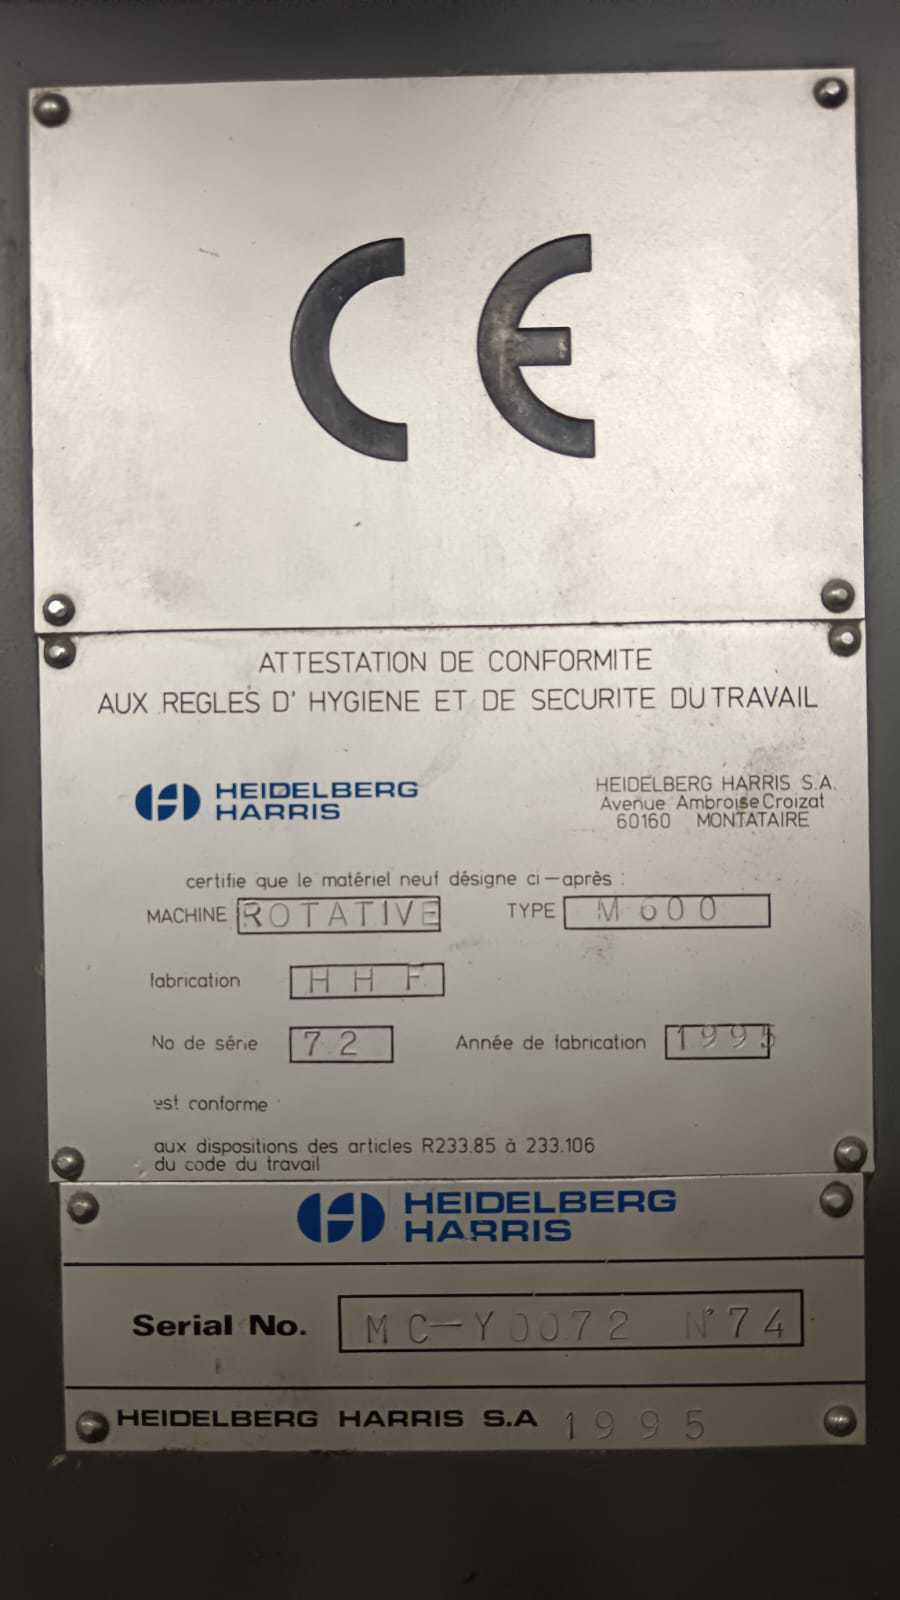 CE
ATTESTATION DE CONFORMITE
AUX REGLES D' HYGIENE ET DE SECURITE DU TRAVAIL
HEIDELBERG
HARRIS
HEIDELBERG HARRIS S.A.
Avenue Ambroise Croizat
60160 MONTATAIRE
certifie que le matériel neuf désigne ci-après :
MACHINE ROTATIVE TYPE M 600
fabrication H H F
No de série 72 Année de fabrication 1995
est conforme
aux dispositions des articles R233.85 à 233.106
du code du travail
HEIDELBERG
HARRIS
Serial No. MC-Y0072 N°74
HEIDELBERG HARRIS S.A 1995